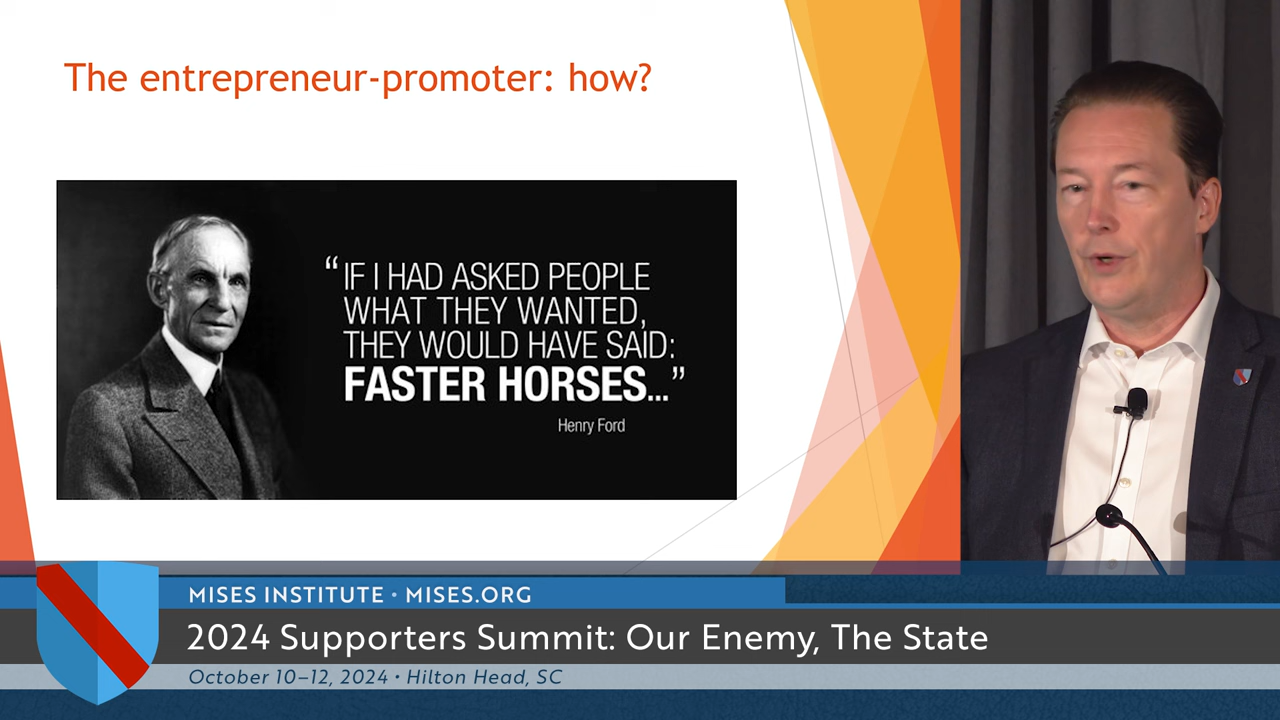 The entrepreneur-promoter: how?
“IF I HAD ASKED PEOPLE
WHAT THEY WANTED,
THEY WOULD HAVE SAID:
FASTER HORSES...”
Henry Ford
MISES INSTITUTE • MISES.ORG
2024 Supporters Summit: Our Enemy, The State
October 10–12, 2024 • Hilton Head, SC